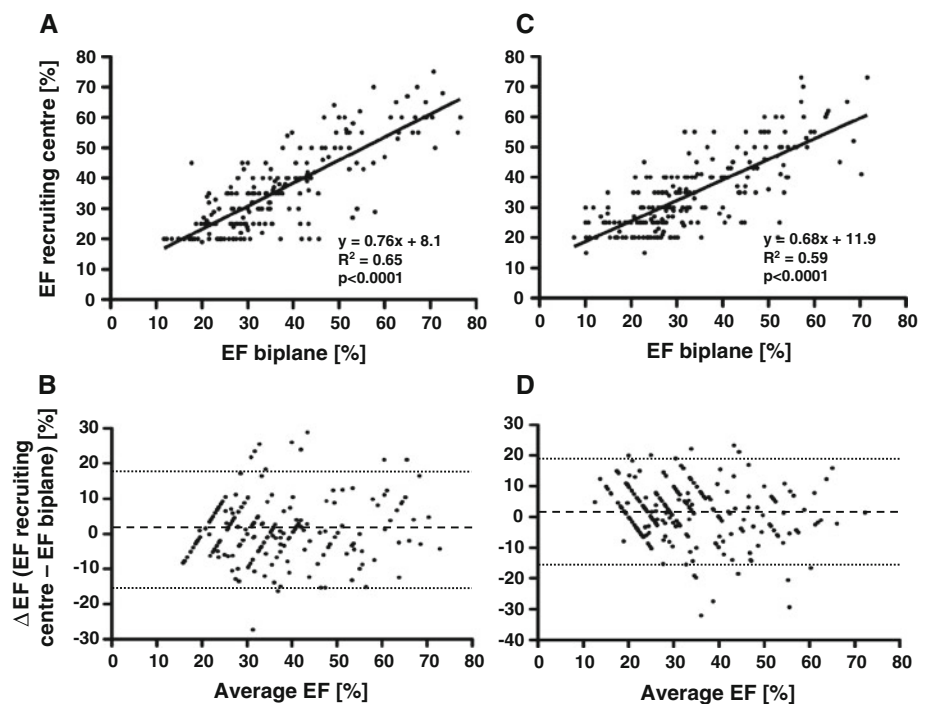 A
EF recruiting centre [%]
80
70
60
50
40
30
20
10
0
y = 0.76x + 8.1
R² = 0.65
p<0.0001
0 10 20 30 40 50 60 70 80
EF biplane [%]
C
80
70
60
50
40
30
20
10
0
y = 0.68x + 11.9
R² = 0.59
p<0.0001
0 10 20 30 40 50 60 70 80
EF biplane [%]
B
Δ EF (EF recruiting
centre – EF biplane) [%]
30
20
10
0
-10
-20
-30
0 10 20 30 40 50 60 70 80
Average EF [%]
D
30
20
10
0
-10
-20
-30
-40
0 10 20 30 40 50 60 70 80
Average EF [%]